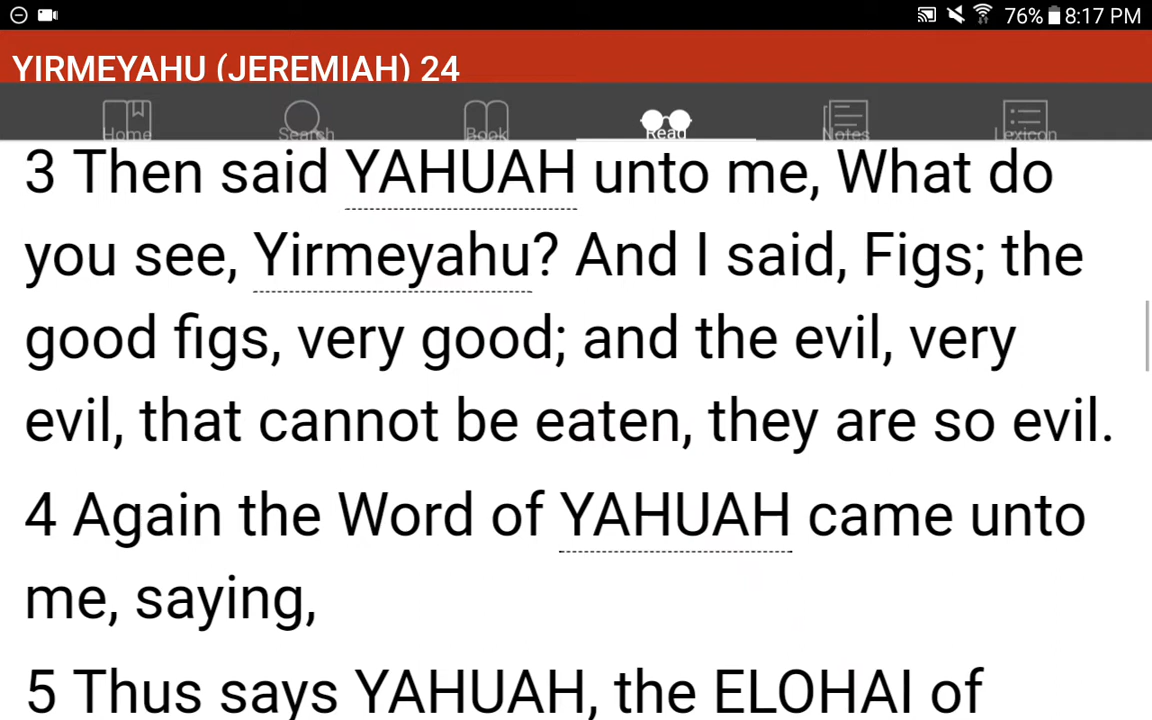 76% 8:17 PM
YIRMEYAHU (JEREMIAH) 24
Home Search Book Read Notes Lexicon
3 Then said YAHUAH unto me, What do
you see, Yirmeyahu? And I said, Figs; the
good figs, very good; and the evil, very
evil, that cannot be eaten, they are so evil.
4 Again the Word of YAHUAH came unto
me, saying,
5 Thus says YAHUAH, the ELOHAI of